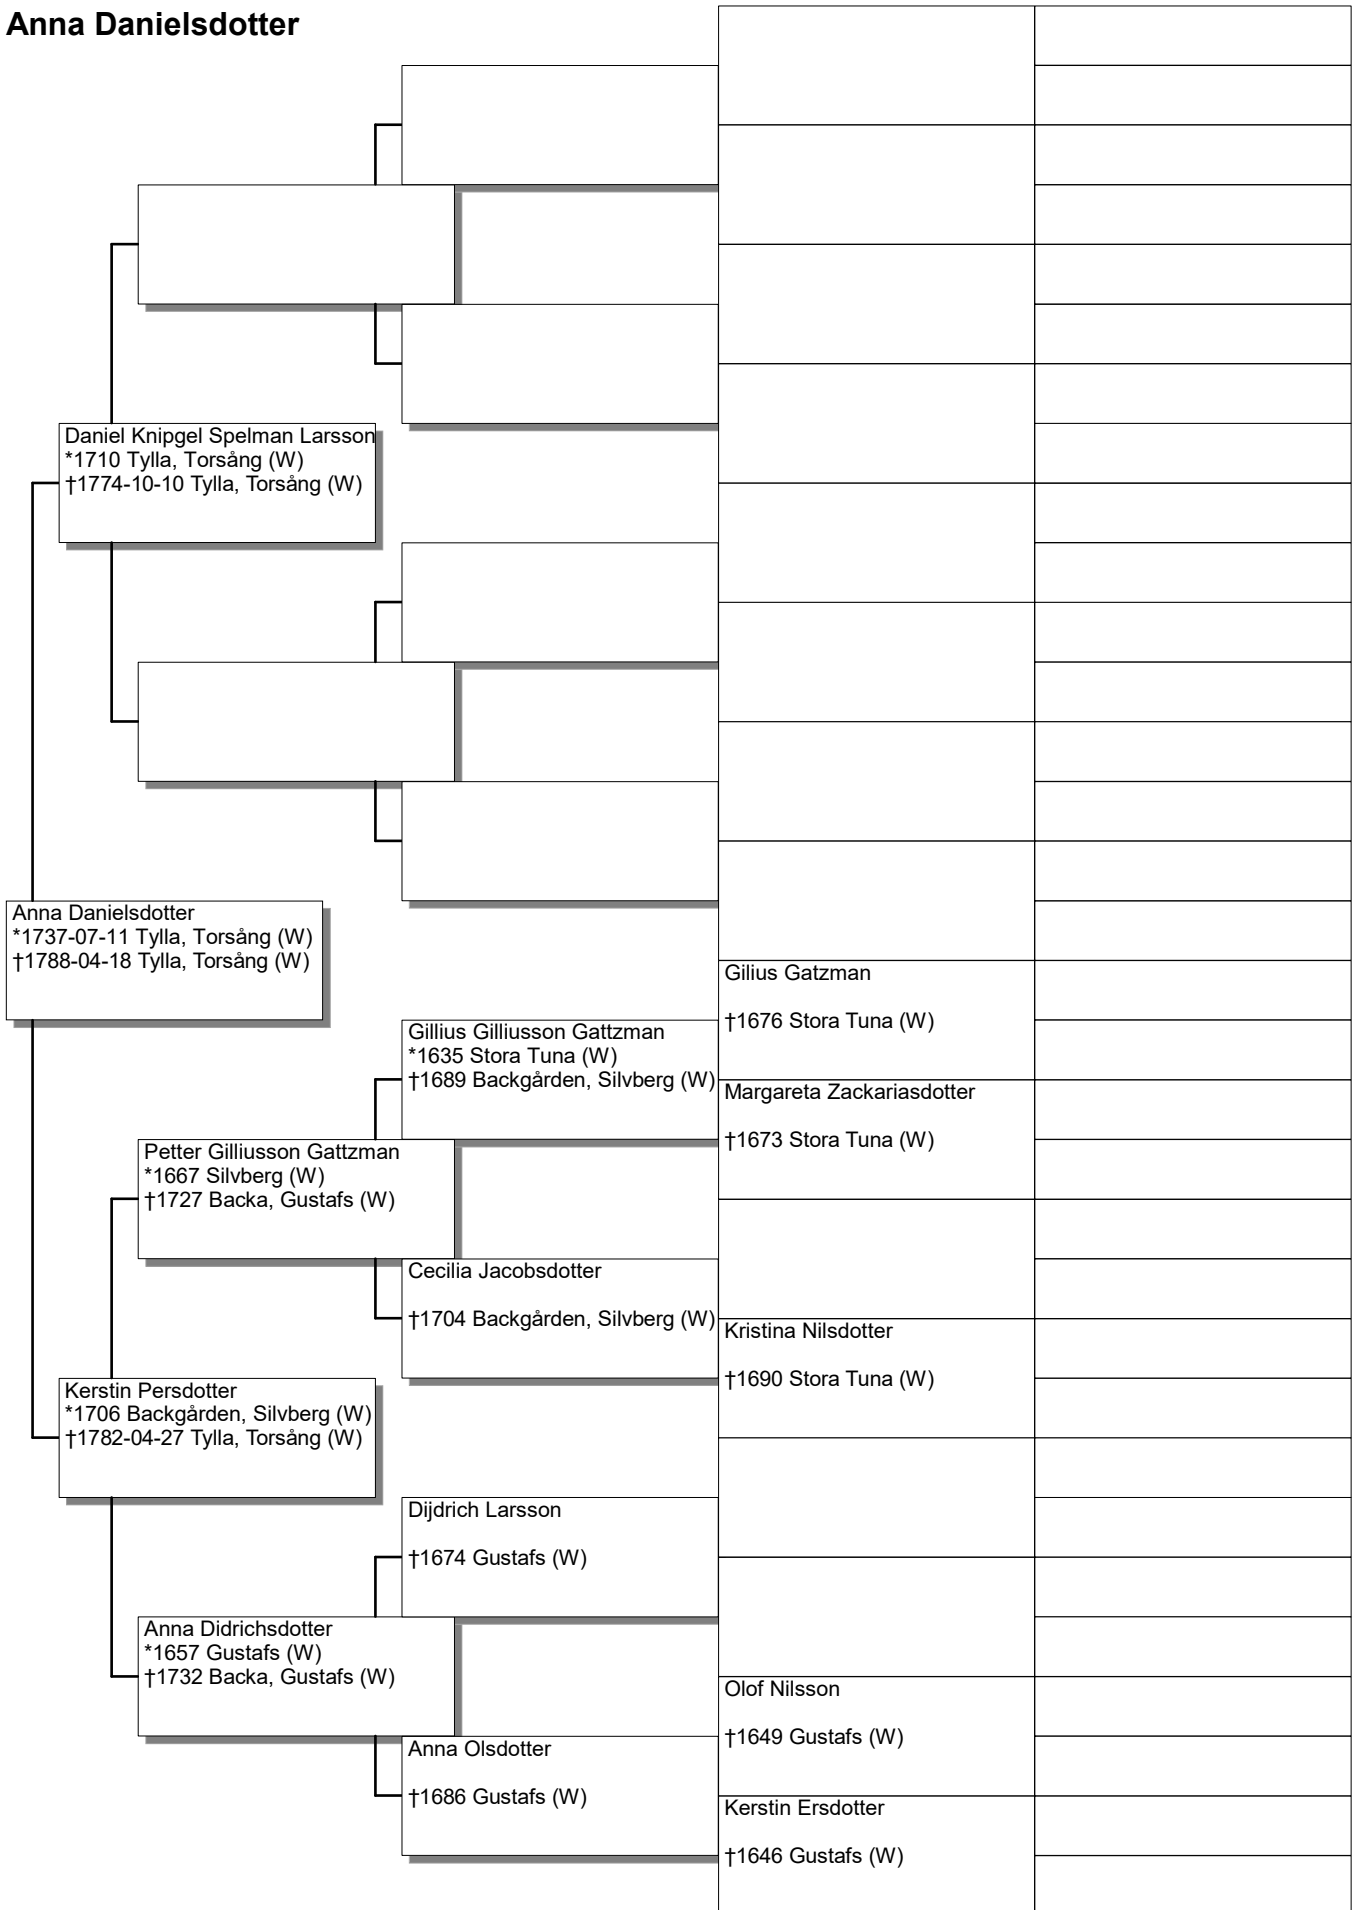 Anna Danielsdotter
Daniel Knipgel Spelman Larsson
*1710 Tylla, Torsång (W)
†1774-10-10 Tylla, Torsång (W)
Anna Danielsdotter
*1737-07-11 Tylla, Torsång (W)
†1788-04-18 Tylla, Torsång (W)
Gilius Gatzman
†1676 Stora Tuna (W)
Gillius Gilliusson Gattzman
*1635 Stora Tuna (W)
†1689 Backgården, Silvberg (W)
Margareta Zackariasdotter
†1673 Stora Tuna (W)
Petter Gilliusson Gattzman
*1667 Silvberg (W)
†1727 Backa, Gustafs (W)
Cecilia Jacobsdotter
†1704 Backgården, Silvberg (W)
Kristina Nilsdotter
†1690 Stora Tuna (W)
Kerstin Persdotter
*1706 Backgården, Silvberg (W)
†1782-04-27 Tylla, Torsång (W)
Dijdrich Larsson
†1674 Gustafs (W)
Anna Didrichsdotter
*1657 Gustafs (W)
†1732 Backa, Gustafs (W)
Olof Nilsson
†1649 Gustafs (W)
Anna Olsdotter
†1686 Gustafs (W)
Kerstin Ersdotter
†1646 Gustafs (W)